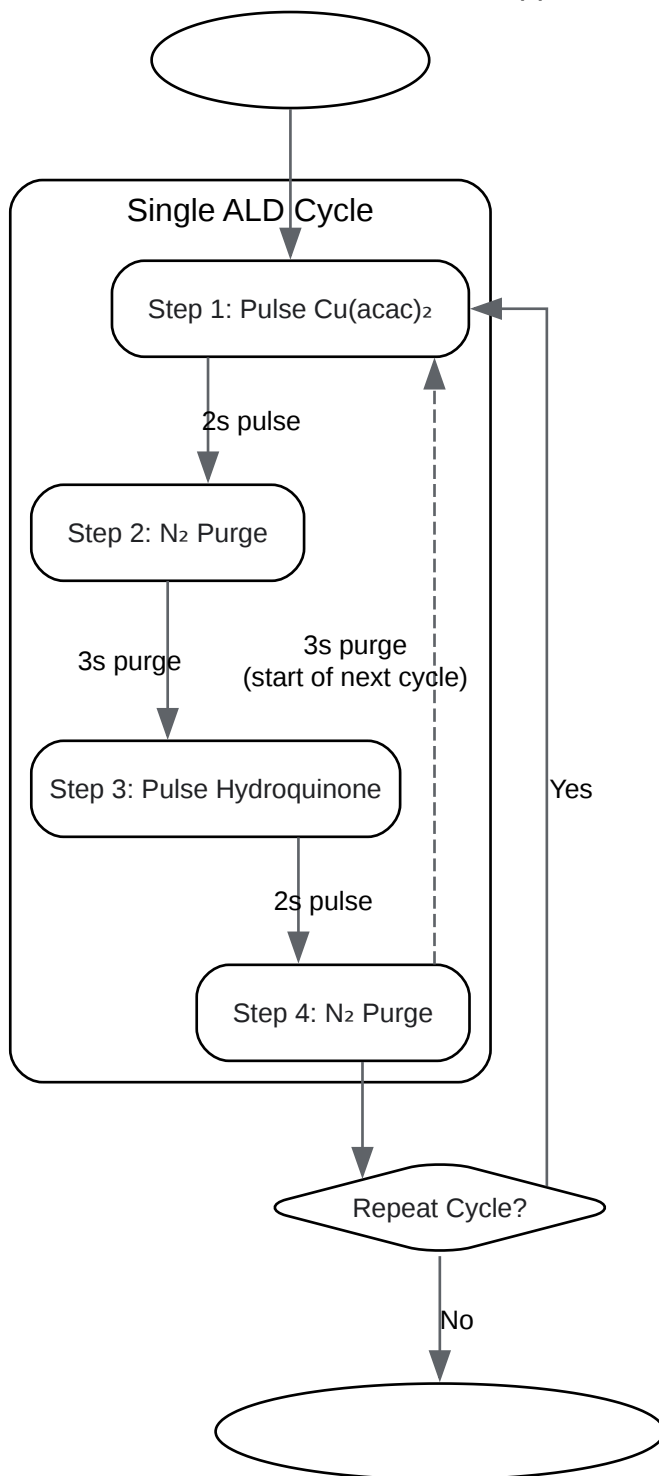 Single ALD Cycle
Step 1: Pulse Cu(acac)₂
2s pulse
Step 2: N₂ Purge
3s purge
3s purge
(start of next cycle)
Step 3: Pulse Hydroquinone
Yes
2s pulse
Step 4: N₂ Purge
Repeat Cycle?
No